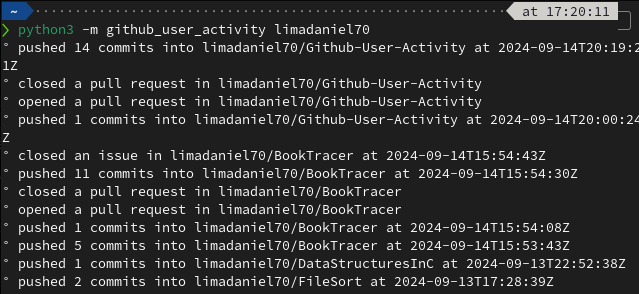 ~ at 17:20:11
❯ python3 -m github_user_activity limadaniel70
° pushed 14 commits into limadaniel70/Github-User-Activity at 2024-09-14T20:19:2
1Z
° closed a pull request in limadaniel70/Github-User-Activity
° opened a pull request in limadaniel70/Github-User-Activity
° pushed 1 commits into limadaniel70/Github-User-Activity at 2024-09-14T20:00:24
Z
° closed an issue in limadaniel70/BookTracer at 2024-09-14T15:54:43Z
° pushed 11 commits into limadaniel70/BookTracer at 2024-09-14T15:54:30Z
° closed a pull request in limadaniel70/BookTracer
° opened a pull request in limadaniel70/BookTracer
° pushed 1 commits into limadaniel70/BookTracer at 2024-09-14T15:54:08Z
° pushed 5 commits into limadaniel70/BookTracer at 2024-09-14T15:53:43Z
° pushed 1 commits into limadaniel70/DataStructuresInC at 2024-09-13T22:52:38Z
° pushed 2 commits into limadaniel70/FileSort at 2024-09-13T17:28:39Z